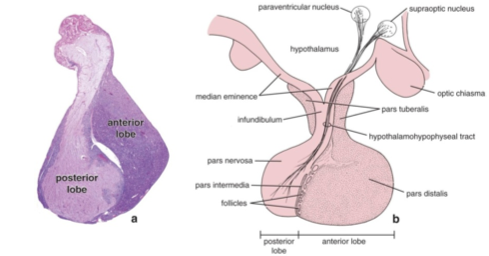 anterior
lobe
posterior
lobe
a
paraventricular nucleus
supraoptic nucleus
hypothalamus
optic chiasma
median eminence
pars tuberalis
infundibulum
hypothalamohypophyseal tract
pars nervosa
pars intermedia
pars distalis
follicles
b
posterior
lobe
anterior lobe